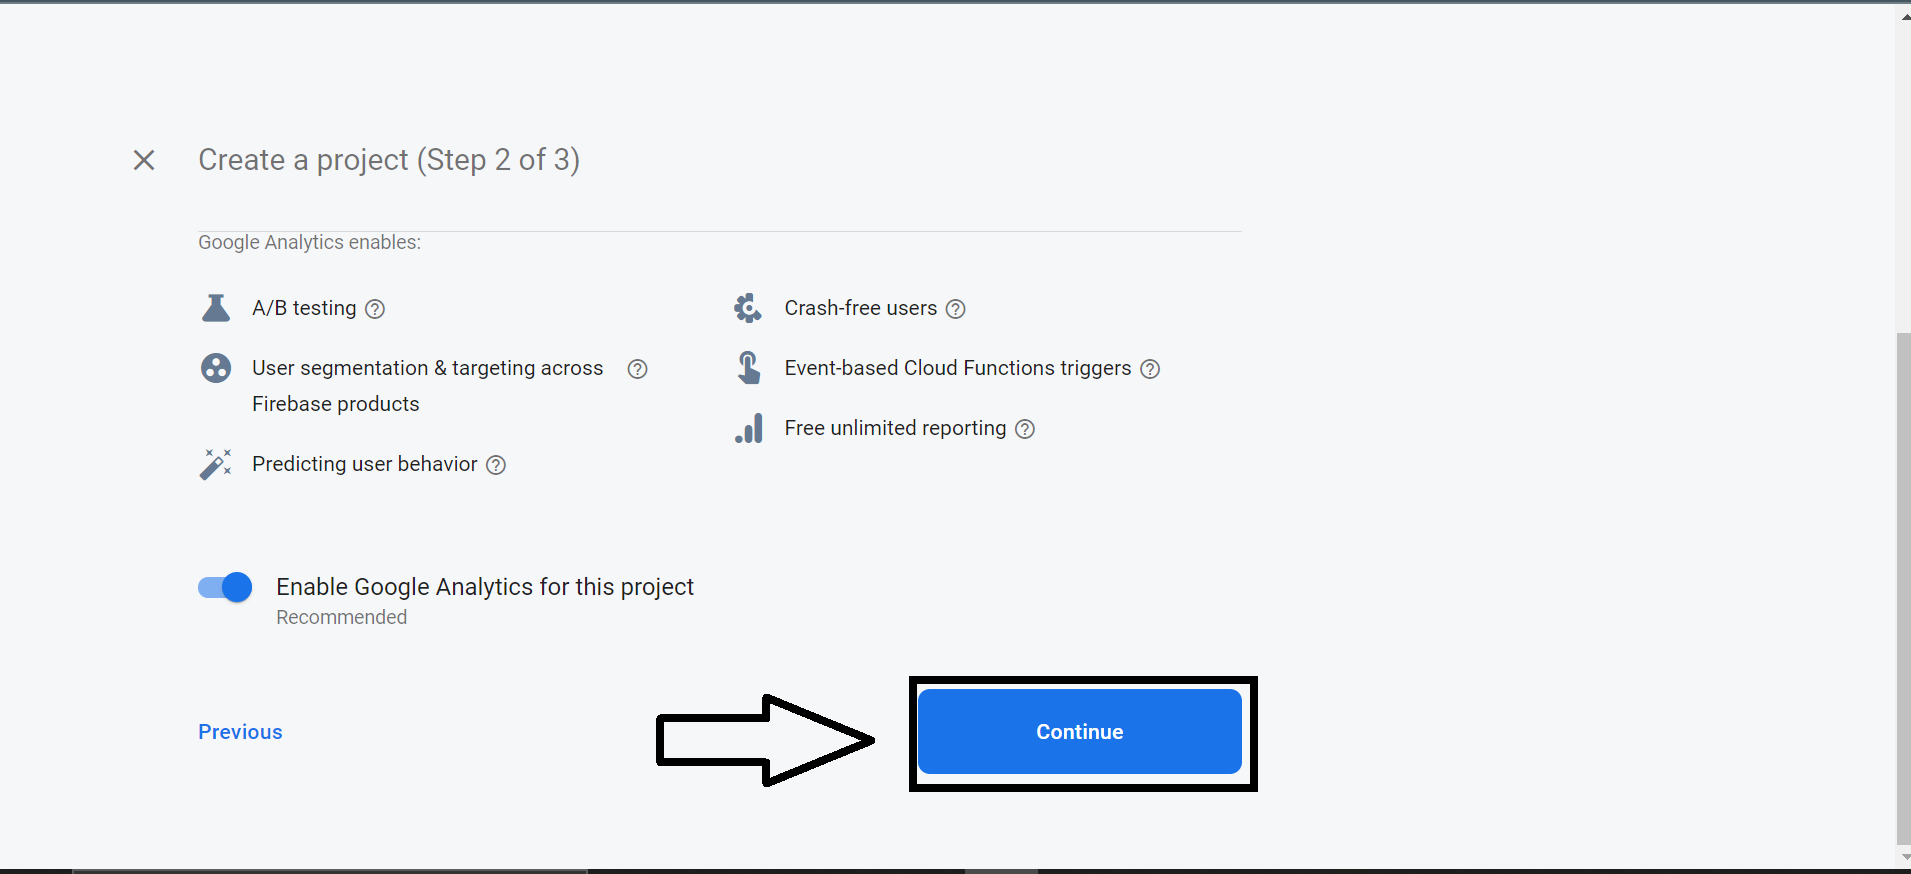 Create a project (Step 2 of 3)
Google Analytics enables:
A/B testing
User segmentation & targeting across
Firebase products
Predicting user behavior
Crash-free users
Event-based Cloud Functions triggers
Free unlimited reporting
Enable Google Analytics for this project
Recommended
Previous
Continue